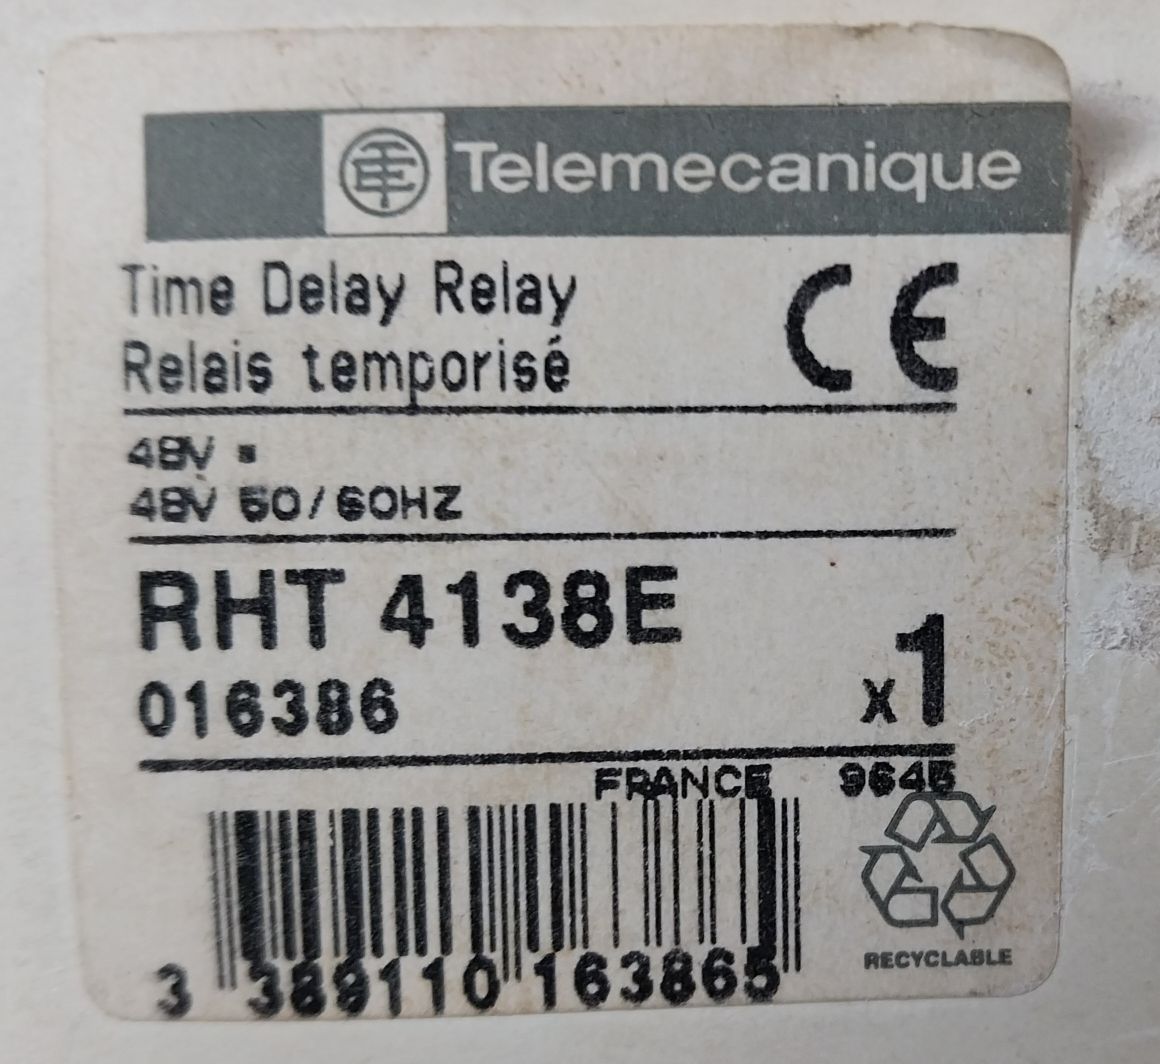 Telemecanique
Time Delay Relay
Relais temporisé
CE
48V =
48V 50/60HZ
RHT 4138E
016386
x1
FRANCE 9645
3 389110 163865
RECYCLABLE